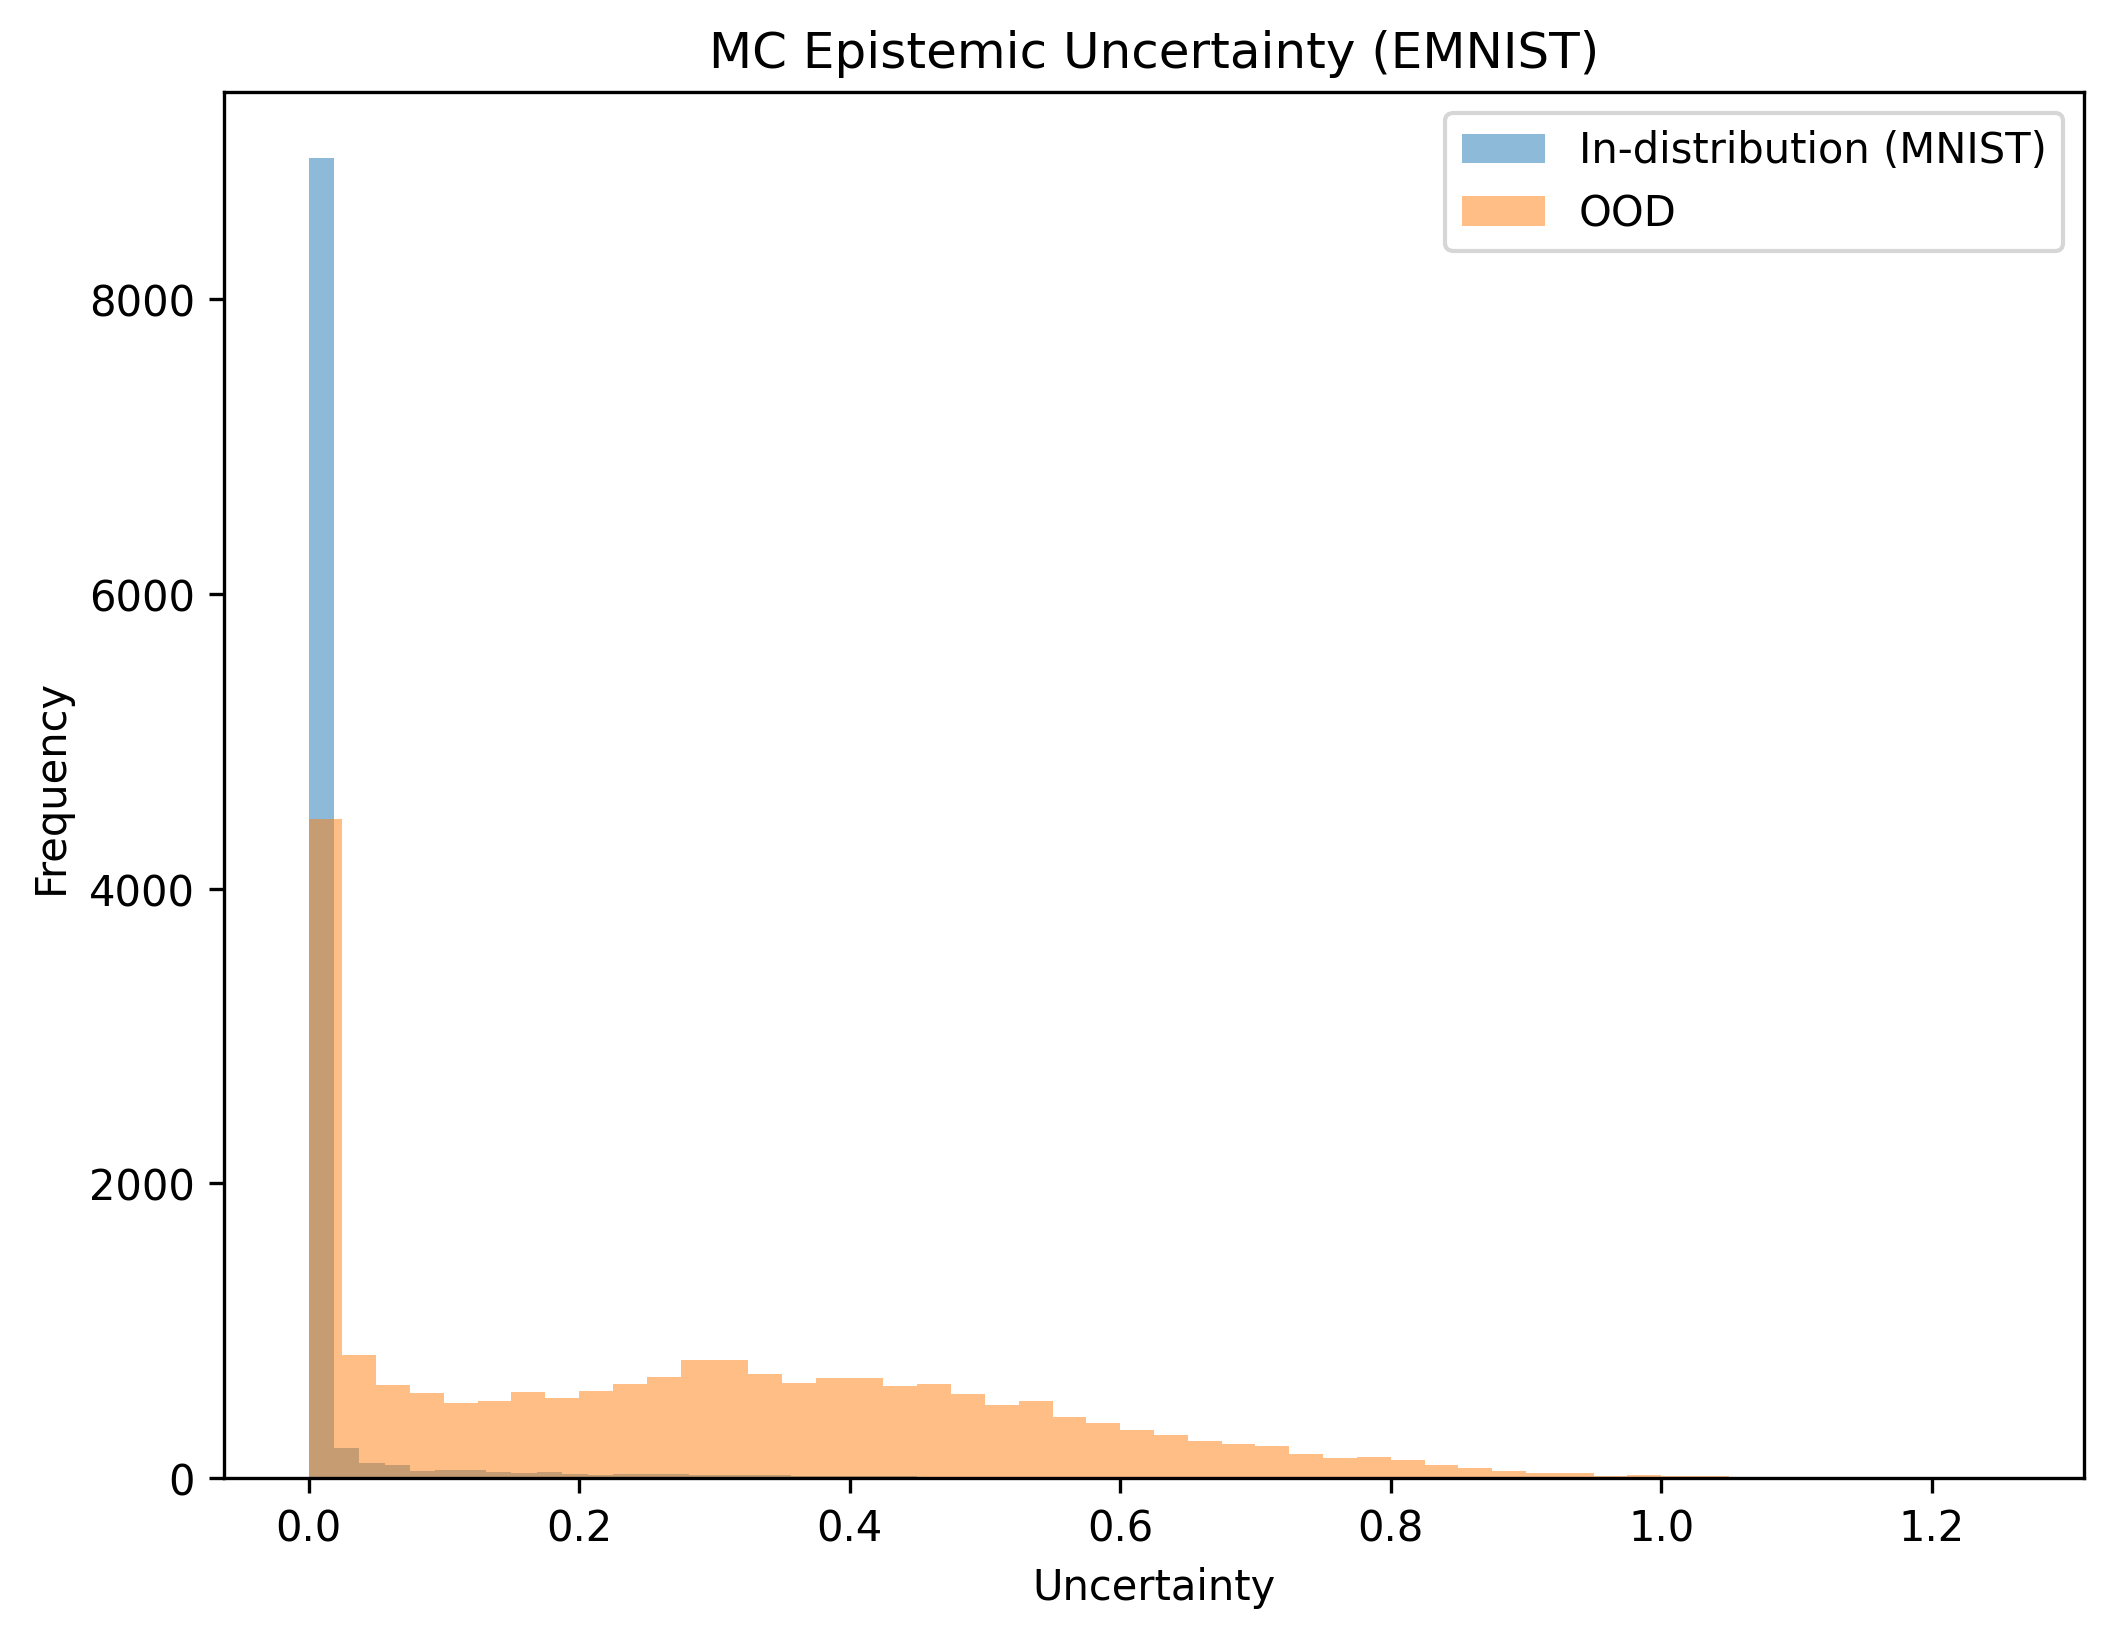 MC Epistemic Uncertainty (EMNIST)
In-distribution (MNIST)
OOD
8000
6000
4000
2000
0
Frequency
0.0 0.2 0.4 0.6 0.8 1.0 1.2
Uncertainty